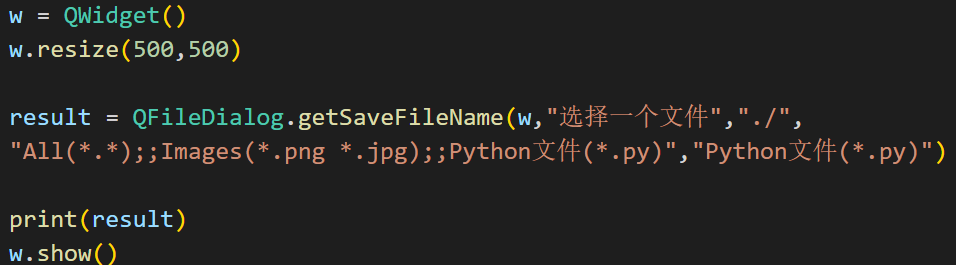 w = QWidget()
w.resize(500,500)
result = QFileDialog.getSaveFileName(w,"选择一个文件","./",
"All(*.*);;Images(*.png *.jpg);;Python文件(*.py)","Python文件(*.py)")
print(result)
w.show()